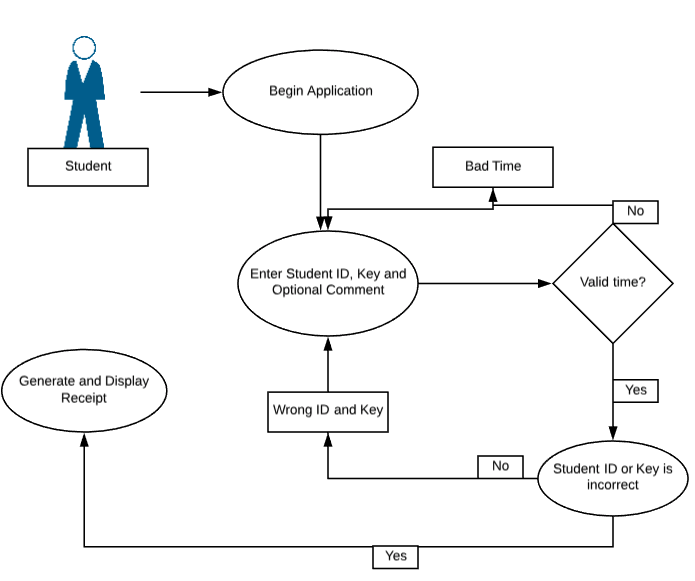 Begin Application
Student
Bad Time
No
Enter Student ID, Key and
Optional Comment
Valid time?
Generate and Display
Receipt
Yes
Wrong ID and Key
No
Student ID or Key is
incorrect
Yes